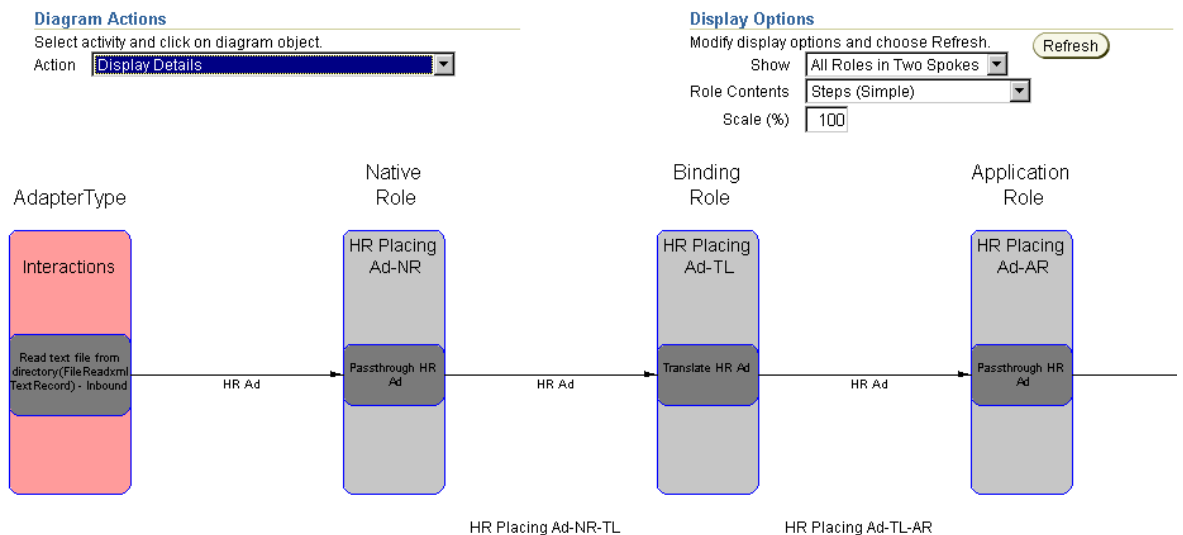 Diagram Actions
Select activity and click on diagram object.
Action Display Details
Display Options
Modify display options and choose Refresh. Refresh
Show All Roles in Two Spokes
Role Contents Steps (Simple)
Scale (%) 100
AdapterType
Native
Role
Binding
Role
Application
Role
Interactions
HR Placing
Ad-NR
HR Placing
Ad-TL
HR Placing
Ad-AR
Read text file from
directory(FileReadxml
TextRecord) - Inbound
HR Ad
Passthrough HR
Ad
HR Ad
Translate HR Ad
HR Ad
Passthrough HR
Ad
HR Placing Ad-NR-TL
HR Placing Ad-TL-AR